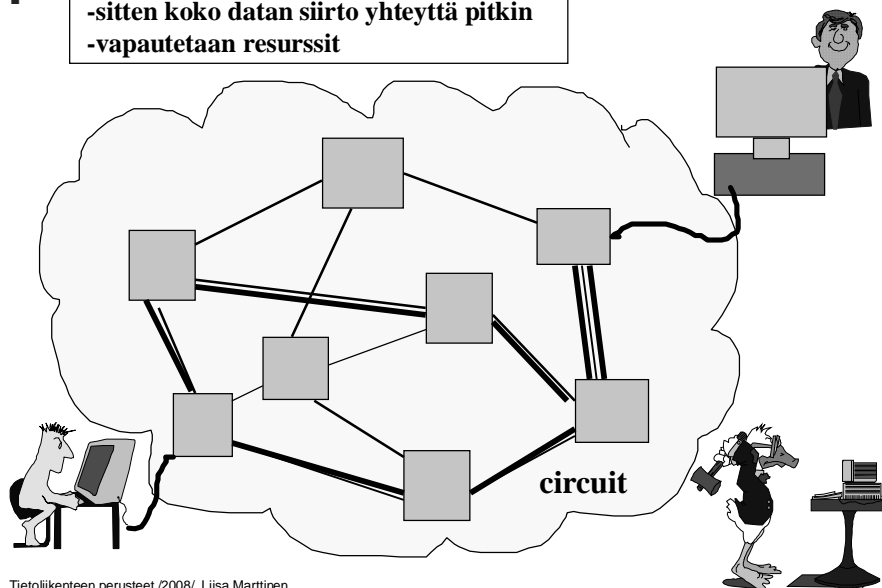 -sitten koko datan siirto yhteyttä pitkin
-vapautetaan resurssit
circuit
Tietoliikenteen perusteet /2008/ Liisa Marttinen